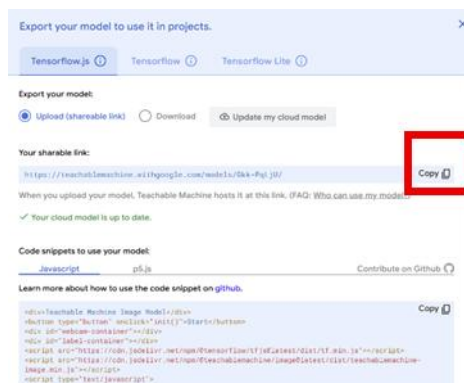 Export your model to use it in projects.
Tensorflow.js Tensorflow Tensorflow Lite
Export your model:
Upload (shareable link) Download Update my cloud model
Your sharable link:
Copy
When you upload your model, Teachable Machine hosts it at this link. (FAQ: Who can use my model?)
✓ Your cloud model is up to date.
Code snippets to use your model:
Javascript p5.js Contribute on Github
Learn more about how to use the code snippet on github.
Copy
<div>Teachable Machine Image Model</div>
<button type="button" onclick="init()">Start</button>
<div id="webcam-container"></div>
<div id="label-container"></div>
<script type="text/javascript">